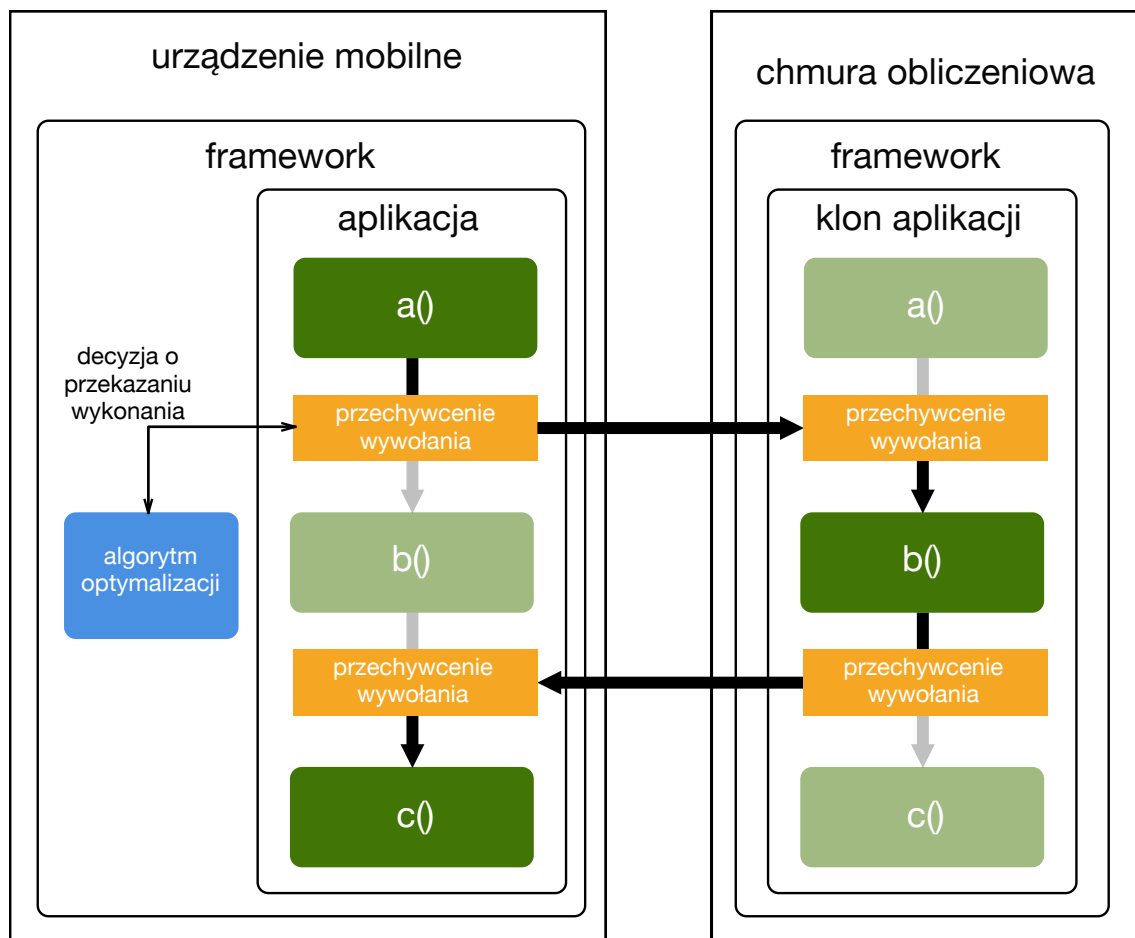 urządzenie mobilne
framework
aplikacja
a()
decyzja o
przekazaniu
wykonania
przechywcenie
wywołania
algorytm
optymalizacji
b()
przechywcenie
wywołania
c()
chmura obliczeniowa
framework
klon aplikacji
a()
przechywcenie
wywołania
b()
przechywcenie
wywołania
c()